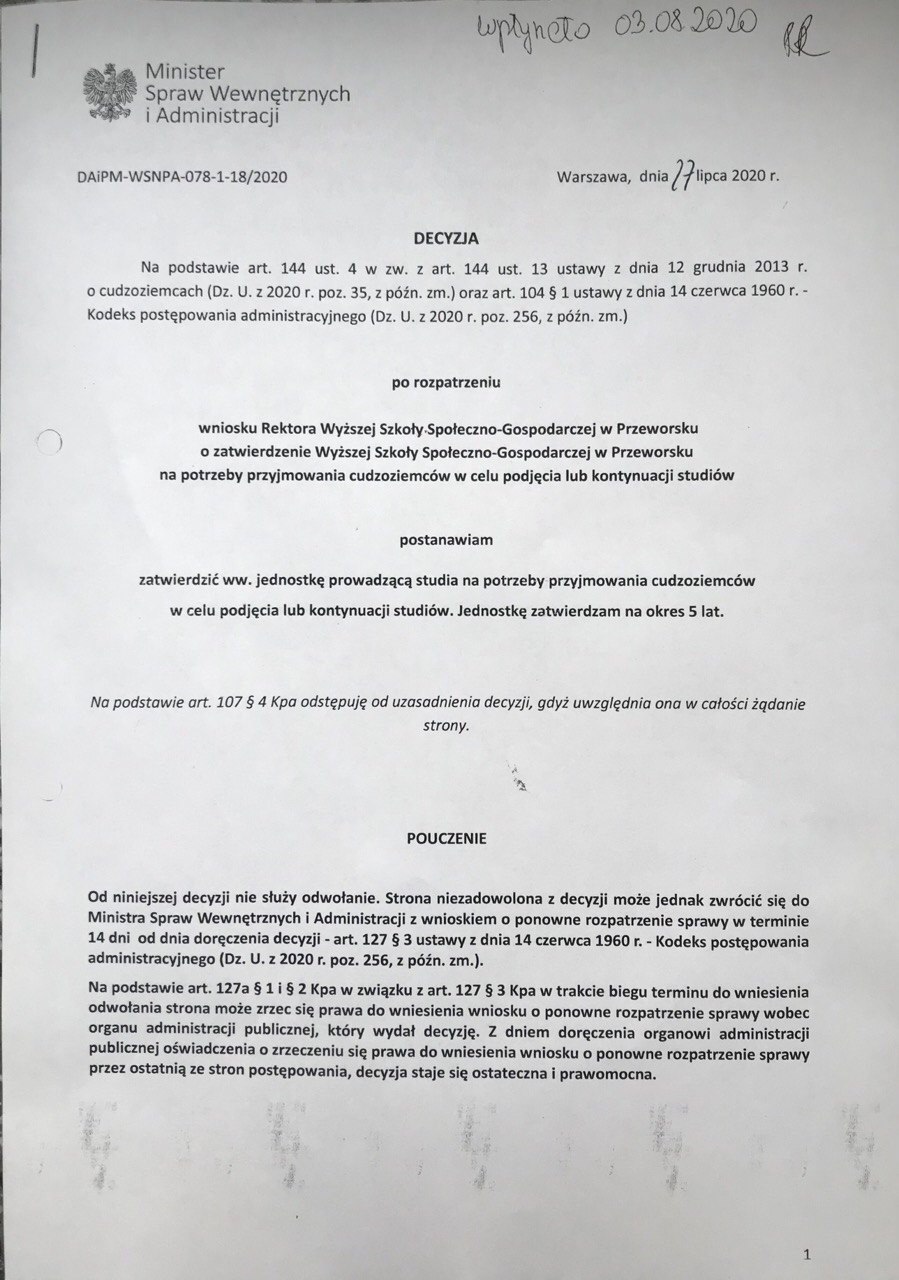 wpłynęło 03.08.2020
Minister
Spraw Wewnętrznych
i Administracji
DAiPM-WSNPA-078-1-18/2020
Warszawa, dnia 27 lipca 2020 r.
DECYZJA
Na podstawie art. 144 ust. 4 w zw. z art. 144 ust. 13 ustawy z dnia 12 grudnia 2013 r.
o cudzoziemcach (Dz. U. z 2020 r. poz. 35, z późn. zm.) oraz art. 104 § 1 ustawy z dnia 14 czerwca 1960 r. -
Kodeks postępowania administracyjnego (Dz. U. z 2020 r. poz. 256, z późn. zm.)
po rozpatrzeniu
wniosku Rektora Wyższej Szkoły Społeczno-Gospodarczej w Przeworsku
o zatwierdzenie Wyższej Szkoły Społeczno-Gospodarczej w Przeworsku
na potrzeby przyjmowania cudzoziemców w celu podjęcia lub kontynuacji studiów
postanawiam
zatwierdzić ww. jednostkę prowadzącą studia na potrzeby przyjmowania cudzoziemców
w celu podjęcia lub kontynuacji studiów. Jednostkę zatwierdzam na okres 5 lat.
Na podstawie art. 107 § 4 Kpa odstępuję od uzasadnienia decyzji, gdyż uwzględnia ona w całości żądanie
strony.
POUCZENIE
Od niniejszej decyzji nie służy odwołanie. Strona niezadowolona z decyzji może jednak zwrócić się do
Ministra Spraw Wewnętrznych i Administracji z wnioskiem o ponowne rozpatrzenie sprawy w terminie
14 dni od dnia doręczenia decyzji - art. 127 § 3 ustawy z dnia 14 czerwca 1960 r. - Kodeks postępowania
administracyjnego (Dz. U. z 2020 r. poz. 256, z późn. zm.).
Na podstawie art. 127a § 1 i § 2 Kpa w związku z art. 127 § 3 Kpa w trakcie biegu terminu do wniesienia
odwołania strona może zrzec się prawa do wniesienia wniosku o ponowne rozpatrzenie sprawy wobec
organu administracji publicznej, który wydał decyzję. Z dniem doręczenia organowi administracji
publicznej oświadczenia o zrzeczeniu się prawa do wniesienia wniosku o ponowne rozpatrzenie sprawy
przez ostatnią ze stron postępowania, decyzja staje się ostateczna i prawomocna.
1